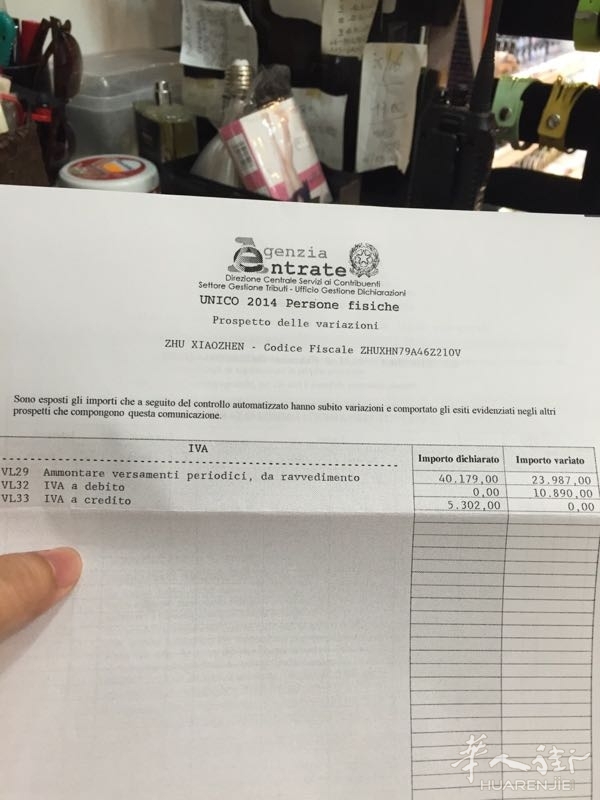 Agenzia
Entrate
Direzione Centrale Servizi ai Contribuenti
Settore Gestione Tributi - Ufficio Gestione Dichiarazioni
UNICO 2014 Persone fisiche
Prospetto delle variazioni
ZHU XIAOZHEN - Codice Fiscale ZHUXHN79A46Z210V
Sono esposti gli importi che a seguito del controllo automatizzato hanno subito variazioni e comportato gli esiti evidenziati negli altri
prospetti che compongono questa comunicazione.
IVA Importo dichiarato Importo variato
VL29 Ammontare versamenti periodici, da ravvedimento 40.179,00 23.987,00
VL32 IVA a debito 0,00 10.890,00
VL33 IVA a credito 5.302,00 0,00
华人街
HUARENJIE